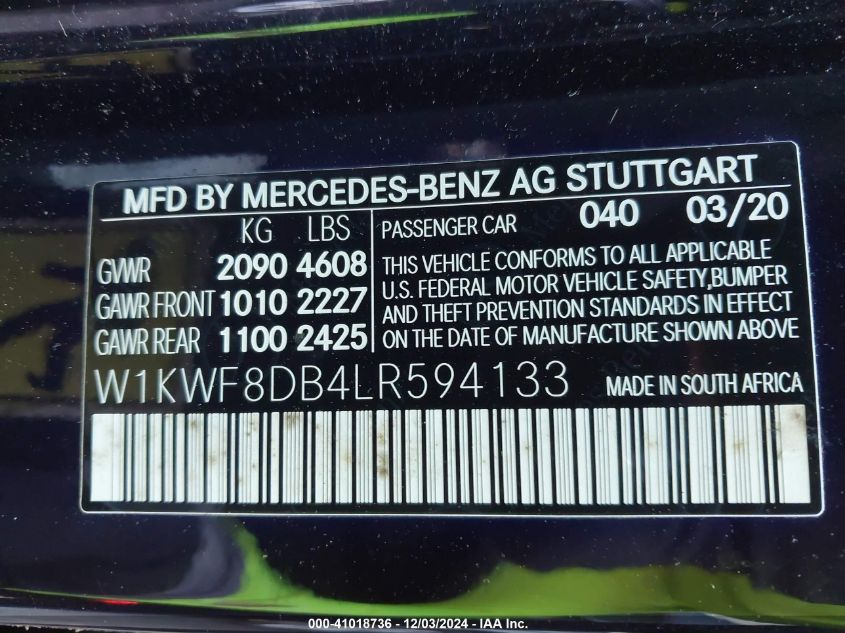 MFD BY MERCEDES-BENZ AG STUTTGART
KG LBS
GVWR 2090 4608
GAWR FRONT 1010 2227
GAWR REAR 1100 2425
PASSENGER CAR 040 03/20
THIS VEHICLE CONFORMS TO ALL APPLICABLE
U.S. FEDERAL MOTOR VEHICLE SAFETY,BUMPER
AND THEFT PREVENTION STANDARDS IN EFFECT
ON THE DATE OF MANUFACTURE SHOWN ABOVE
W1KWF8DB4LR594133 MADE IN SOUTH AFRICA
000-41018736 - 12/03/2024 - IAA Inc.